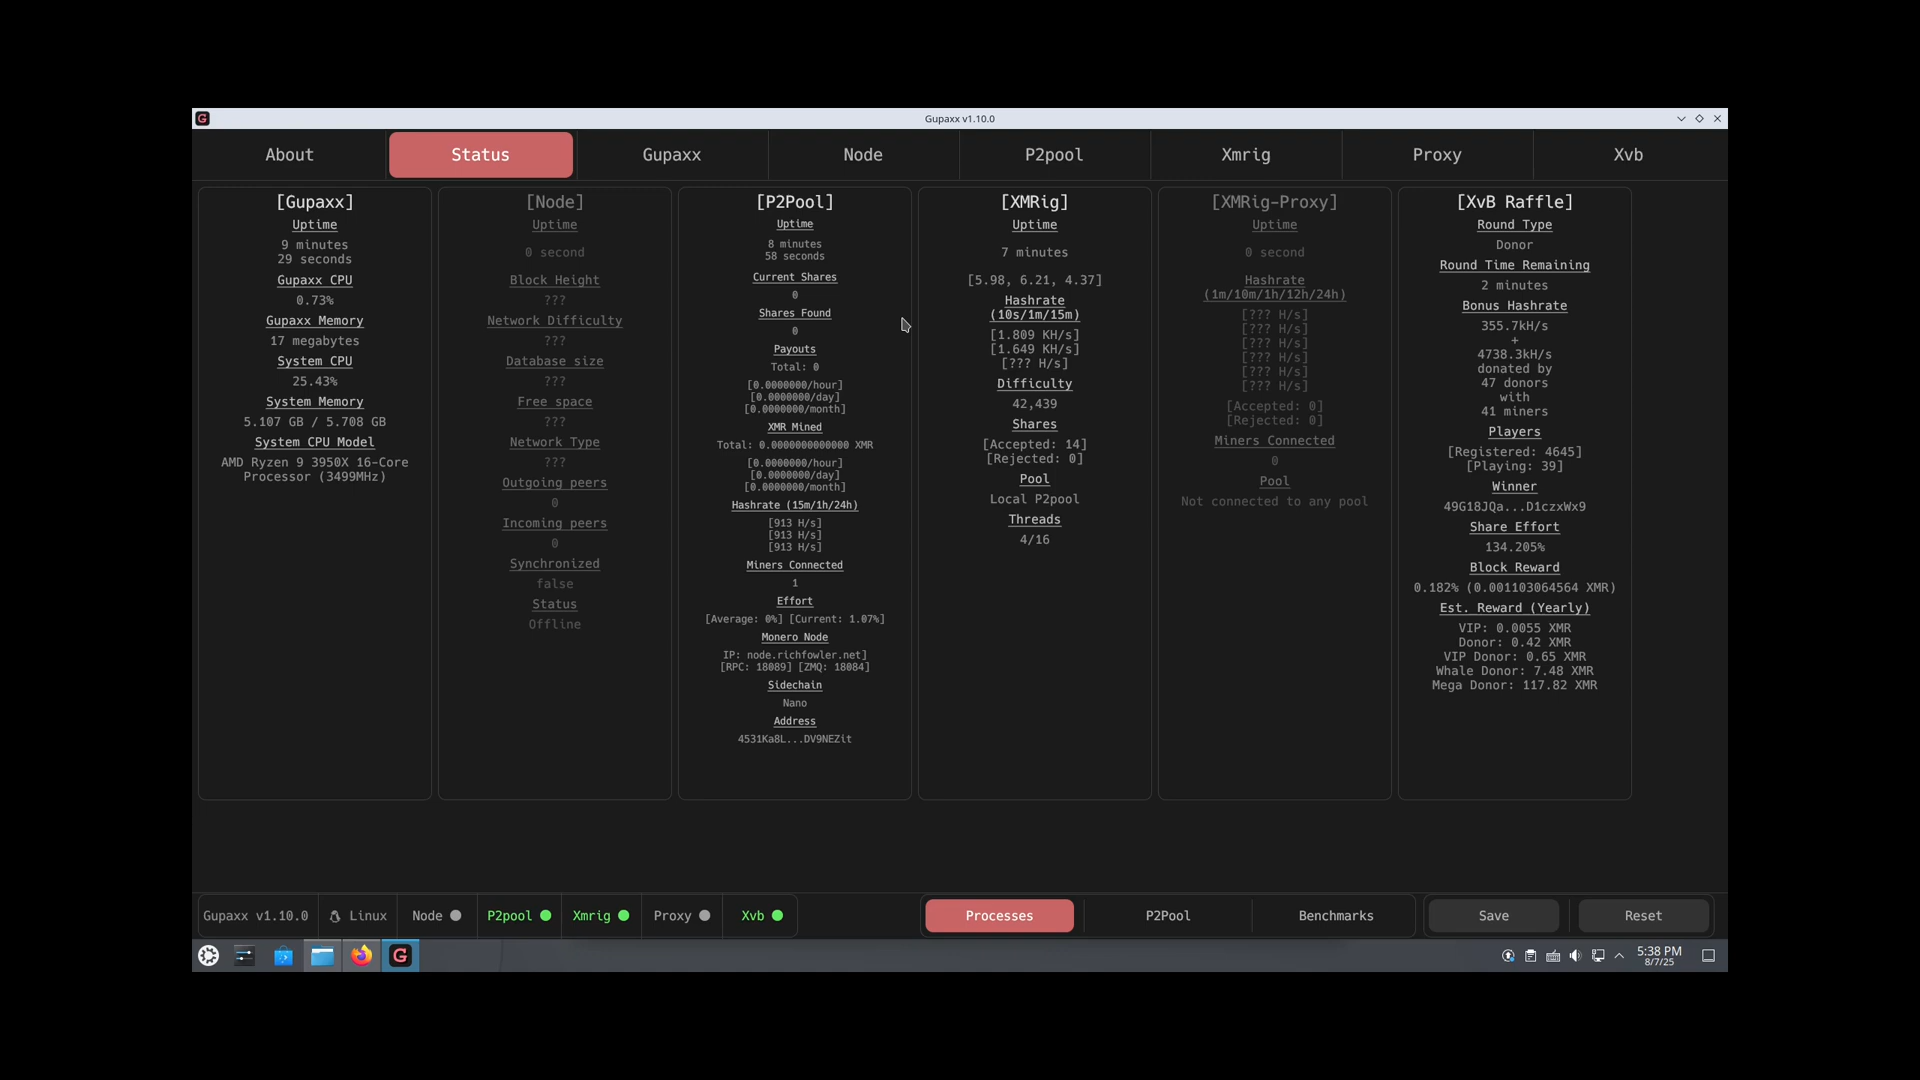 G
Gupaxx v1.10.0
About
Status
Gupaxx
Node
P2pool
Xmrig
Proxy
Xvb
[Gupaxx]
Uptime
9 minutes
29 seconds
Gupaxx CPU
0.73%
Gupaxx Memory
17 megabytes
System CPU
25.43%
System Memory
5.107 GB / 5.708 GB
System CPU Model
AMD Ryzen 9 3950X 16-Core
Processor (3499MHz)
[Node]
Uptime
0 second
Block Height
???
Network Difficulty
???
Database size
???
Free space
???
Network Type
???
Outgoing peers
0
Incoming peers
0
Synchronized
false
Status
Offline
[P2Pool]
Uptime
8 minutes
58 seconds
Current Shares
0
Shares Found
0
Payouts
Total: 0
[0.0000000/hour]
[0.0000000/day]
[0.0000000/month]
XMR Mined
Total: 0.0000000000000 XMR
[0.0000000/hour]
[0.0000000/day]
[0.0000000/month]
Hashrate (15m/1h/24h)
[913 H/s]
[913 H/s]
[913 H/s]
Miners Connected
1
Effort
[Average: 0%] [Current: 1.07%]
Monero Node
IP: node.richfowler.net]
[RPC: 18089] [ZMQ: 18084]
Sidechain
Nano
Address
4531Ka8L...DV9NEZit
[XMRig]
Uptime
7 minutes
[5.98, 6.21, 4.37]
Hashrate
(10s/1m/15m)
[1.809 KH/s]
[1.649 KH/s]
[??? H/s]
Difficulty
42,439
Shares
[Accepted: 14]
[Rejected: 0]
Pool
Local P2pool
Threads
4/16
[XMRig-Proxy]
Uptime
0 second
Hashrate
(1m/10m/1h/12h/24h)
[??? H/s]
[??? H/s]
[??? H/s]
[??? H/s]
[??? H/s]
[??? H/s]
[Accepted: 0]
[Rejected: 0]
Miners Connected
0
Pool
Not connected to any pool
[XvB Raffle]
Round Type
Donor
Round Time Remaining
2 minutes
Bonus Hashrate
355.7kH/s
+
4738.3kH/s
donated by
47 donors
with
41 miners
Players
[Registered: 4645]
[Playing: 39]
Winner
49G18JQa...D1czxWx9
Share Effort
134.205%
Block Reward
0.182% (0.001103064564 XMR)
Est. Reward (Yearly)
VIP: 0.0055 XMR
Donor: 0.42 XMR
VIP Donor: 0.65 XMR
Whale Donor: 7.48 XMR
Mega Donor: 117.82 XMR
Gupaxx v1.10.0
Linux
Node
P2pool
Xmrig
Proxy
Xvb
Processes
P2Pool
Benchmarks
Save
Reset
G
5:38 PM
8/7/25